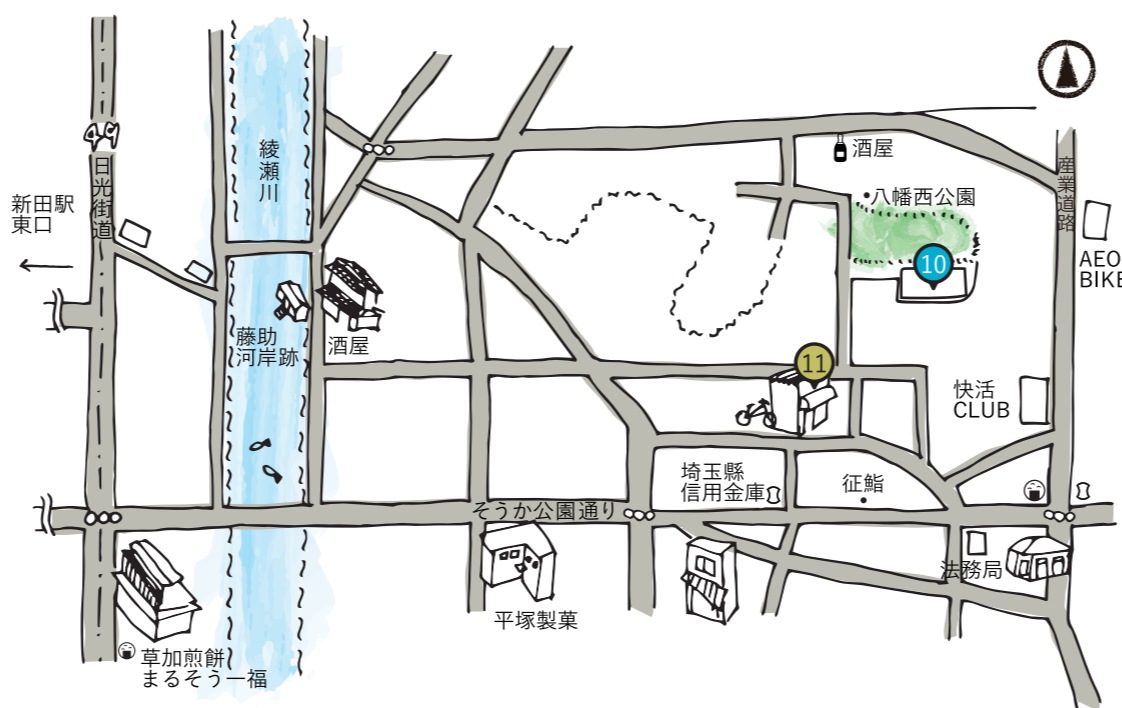 49
日光街道
新田駅
東口
綾瀬川
藤助
河岸跡
酒屋
酒屋
八幡西公園
産業道路
AEO
BIKE
10
11
快活
CLUB
埼玉縣
信用金庫
征鮨
そうか公園通り
法務局
平塚製菓
草加煎餅
まるそう一福